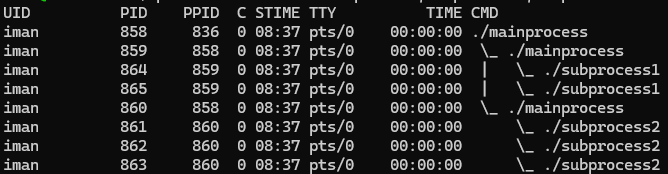 UID          PID    PPID  C STIME TTY          TIME CMD
iman         858     836  0 08:37 pts/0    00:00:00 ./mainprocess
iman         859     858  0 08:37 pts/0    00:00:00  \_ ./mainprocess
iman         864     859  0 08:37 pts/0    00:00:00  |   \_ ./subprocess1
iman         865     859  0 08:37 pts/0    00:00:00  |   \_ ./subprocess1
iman         860     858  0 08:37 pts/0    00:00:00  \_ ./mainprocess
iman         861     860  0 08:37 pts/0    00:00:00      \_ ./subprocess2
iman         862     860  0 08:37 pts/0    00:00:00      \_ ./subprocess2
iman         863     860  0 08:37 pts/0    00:00:00      \_ ./subprocess2